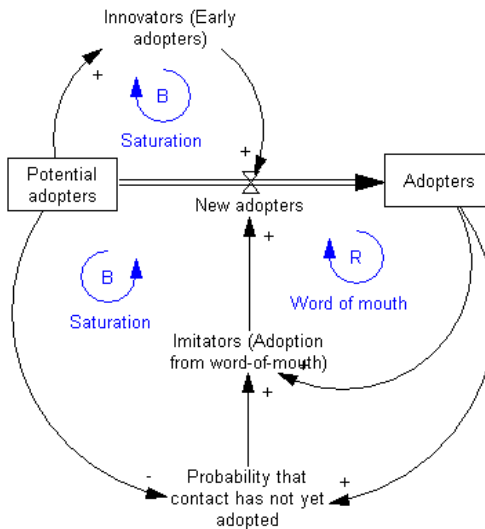 Innovators (Early
adopters)
+
B
Saturation
+
Potential
adopters
Adopters
New adopters
+
B
R
Saturation
Word of mouth
Imitators (Adoption
from word-of-mouth)
+
+
-
Probability that
contact has not yet
adopted
+